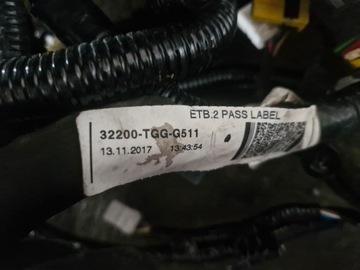 ETB.2 PASS LABEL
32200-TGG-G511
13.11.2017 13:43:54